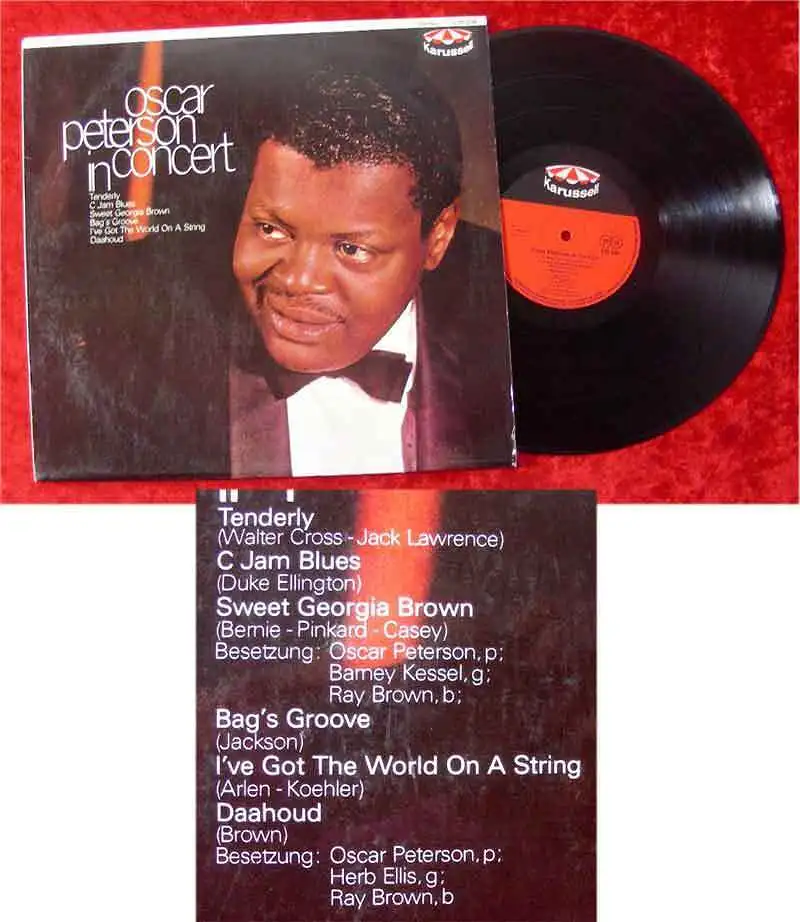 Karussell
oscar
peterson
in concert
Tenderly
C Jam Blues
Sweet Georgia Brown
Bag's Groove
I've Got The World On A String
Daahoud
Karussell
Tenderly
(Walter Cross - Jack Lawrence)
C Jam Blues
(Duke Ellington)
Sweet Georgia Brown
(Bernie - Pinkard - Casey)
Besetzung: Oscar Peterson, p;
Barney Kessel, g;
Ray Brown, b;
Bag's Groove
(Jackson)
I've Got The World On A String
(Arlen - Koehler)
Daahoud
(Brown)
Besetzung: Oscar Peterson, p;
Herb Ellis, g;
Ray Brown, b